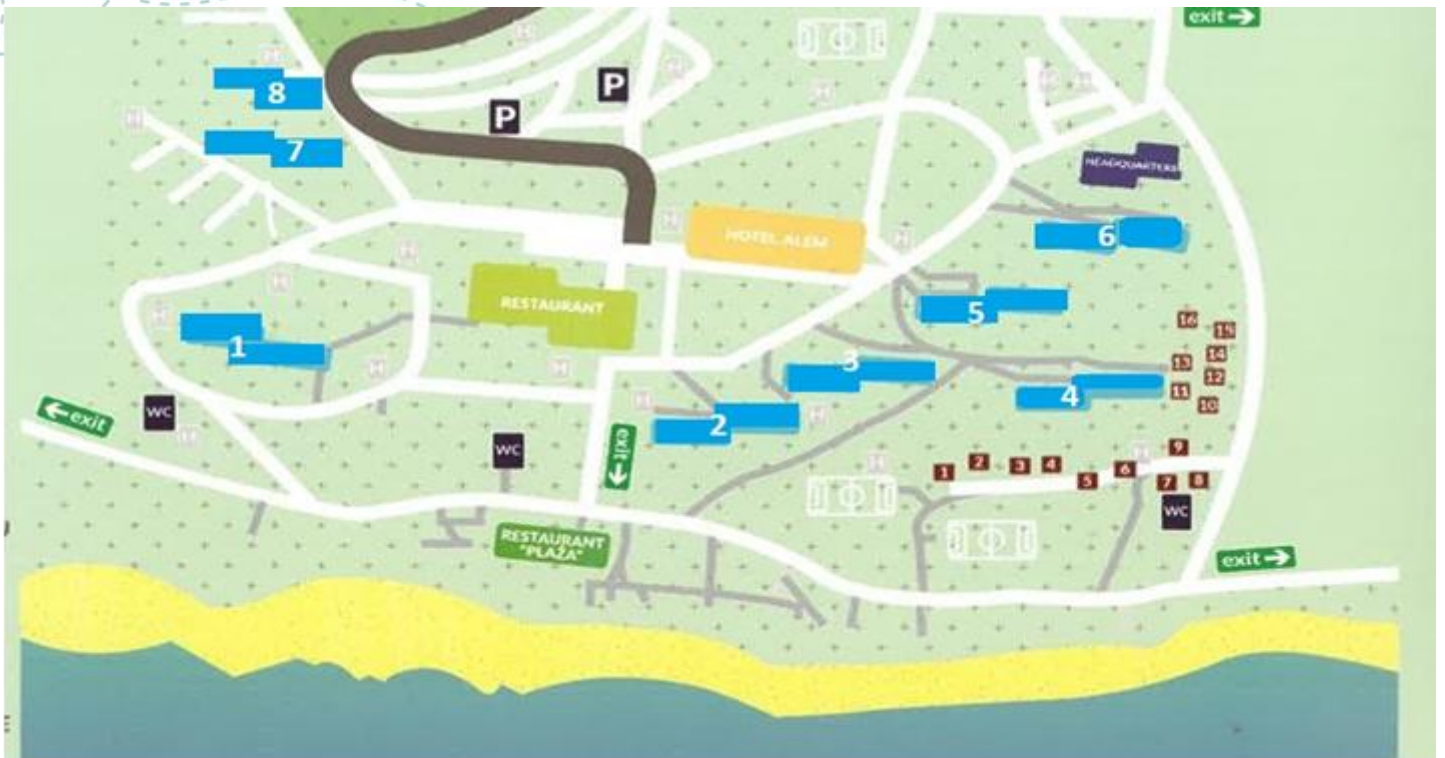 exit →
8
P
P
7
HEADQUARTERS
HOTEL ALEM
6
RESTAURANT
5
1
3
4
2
16
15
14
13
12
11
10
← exit
WC
WC
exit →
1
2
3
4
5
6
7
8
9
WC
RESTAURANT
"PLAŽA"
exit →